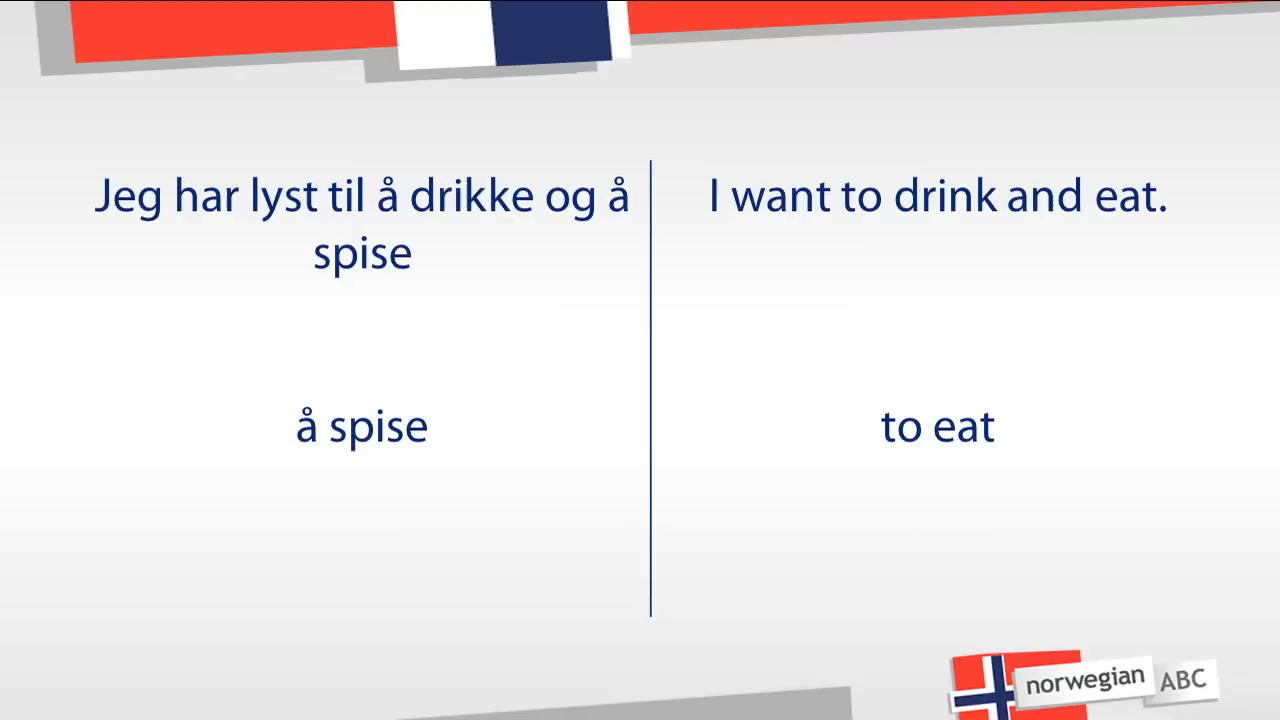 Jeg har lyst til å drikke og å
spise
I want to drink and eat.
å spise
to eat
norwegian ABC